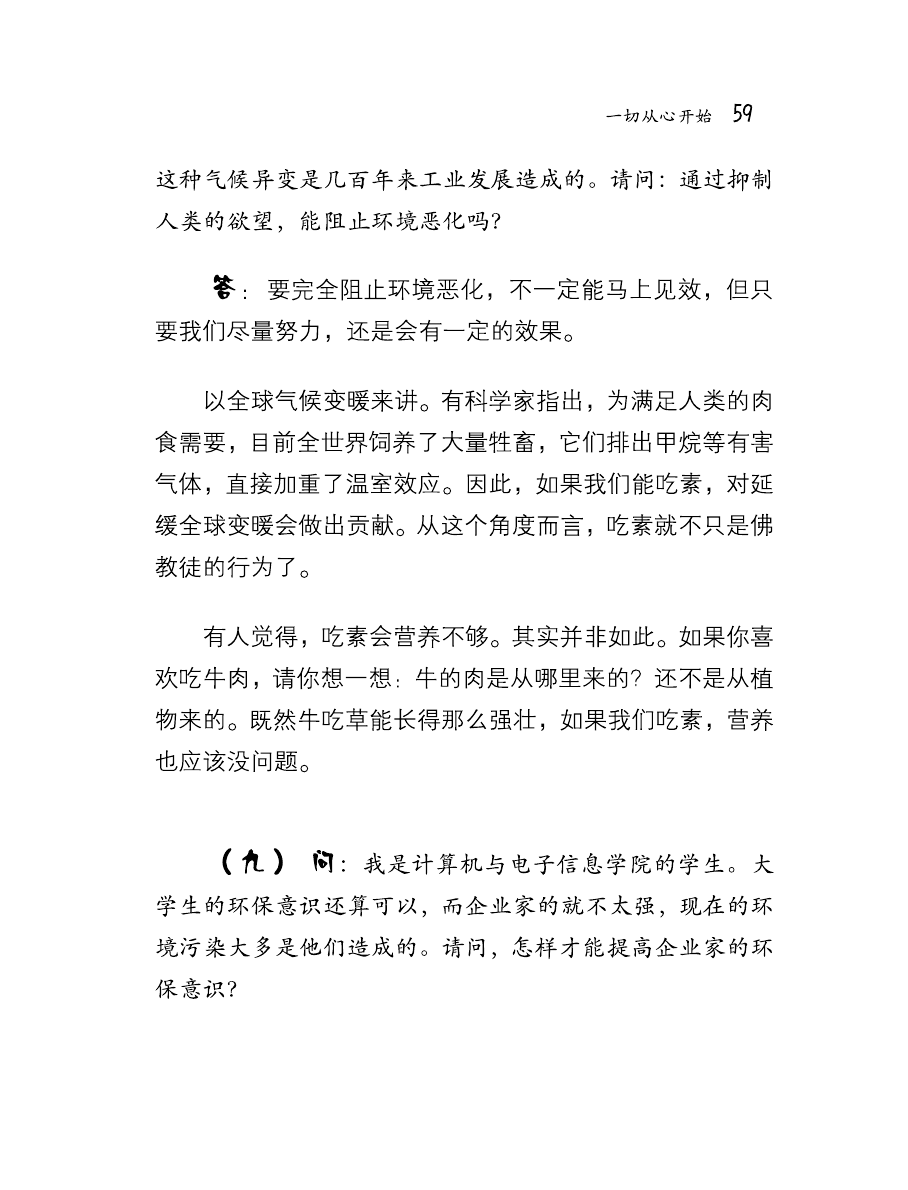 一切从心开始 59
这种气候异变是几百年来工业发展造成的。请问：通过抑制
人类的欲望，能阻止环境恶化吗？
答：要完全阻止环境恶化，不一定能马上见效，但只
要我们尽量努力，还是会有一定的效果。
以全球气候变暖来讲。有科学家指出，为满足人类的肉
食需要，目前全世界饲养了大量牲畜，它们排出甲烷等有害
气体，直接加重了温室效应。因此，如果我们能吃素，对延
缓全球变暖会做出贡献。从这个角度而言，吃素就不只是佛
教徒的行为了。
有人觉得，吃素会营养不够。其实并非如此。如果你喜
欢吃牛肉，请你想一想：牛的肉是从哪里来的？还不是从植
物来的。既然牛吃草能长得那么强壮，如果我们吃素，营养
也应该没问题。
（九） 问：我是计算机与电子信息学院的学生。大
学生的环保意识还算可以，而企业家的就不太强，现在的环
境污染大多是他们造成的。请问，怎样才能提高企业家的环
保意识？